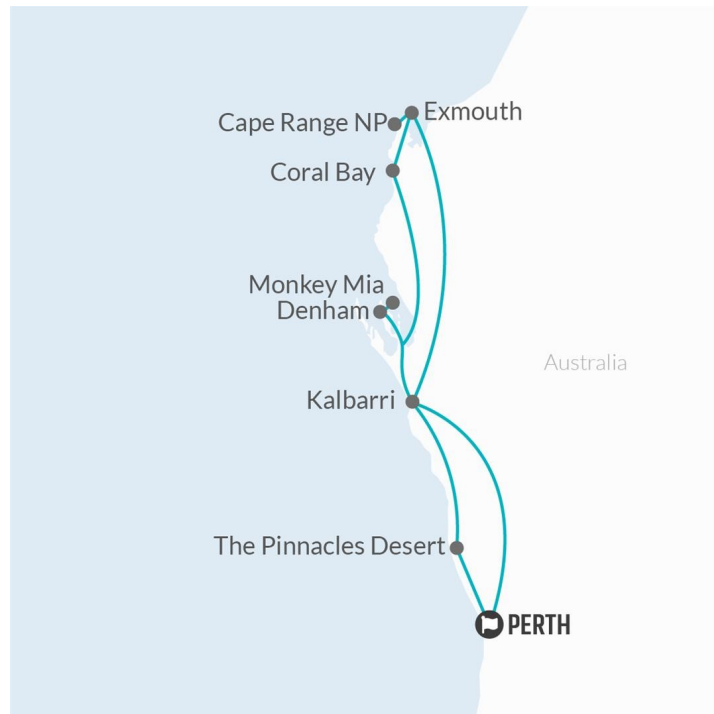 Exmouth
Cape Range NP
Coral Bay
Monkey Mia
Denham
Australia
Kalbarri
The Pinnacles Desert
PERTH